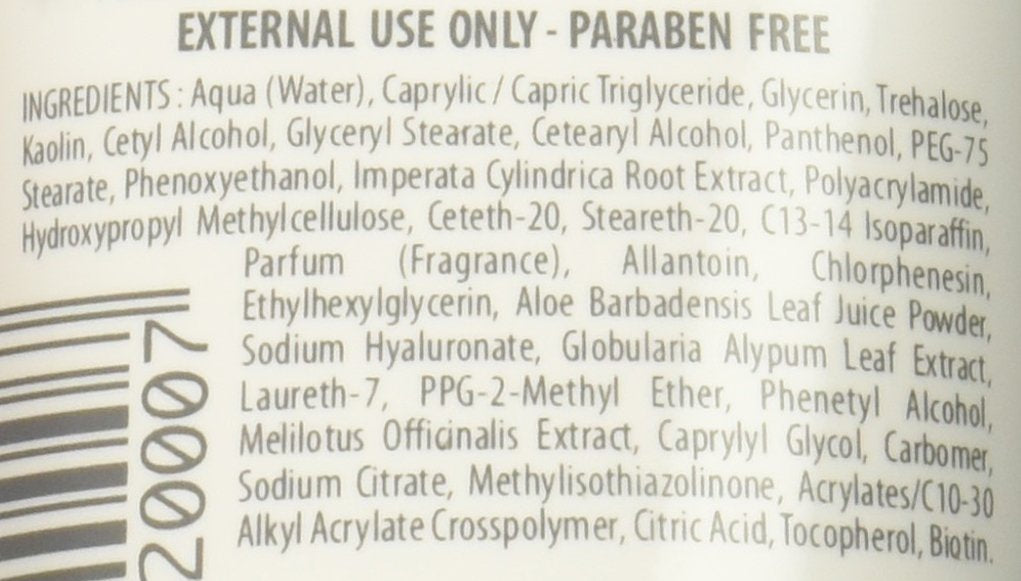 EXTERNAL USE ONLY - PARABEN FREE
INGREDIENTS : Aqua (Water), Caprylic / Capric Triglyceride, Glycerin, Trehalose,
Kaolin, Cetyl Alcohol, Glyceryl Stearate, Cetearyl Alcohol, Panthenol, PEG-75
Stearate, Phenoxyethanol, Imperata Cylindrica Root Extract, Polyacrylamide,
Hydroxypropyl Methylcellulose, Ceteth-20, Steareth-20, C13-14 Isoparaffin,
Parfum (Fragrance), Allantoin, Chlorphenesin,
Ethylhexylglycerin, Aloe Barbadensis Leaf Juice Powder,
Sodium Hyaluronate, Globularia Alypum Leaf Extract,
Laureth-7, PPG-2-Methyl Ether, Phenetyl Alcohol,
Melilotus Officinalis Extract, Caprylyl Glycol, Carbomer,
Sodium Citrate, Methylisothiazolinone, Acrylates/C10-30
Alkyl Acrylate Crosspolymer, Citric Acid, Tocopherol, Biotin.
20007